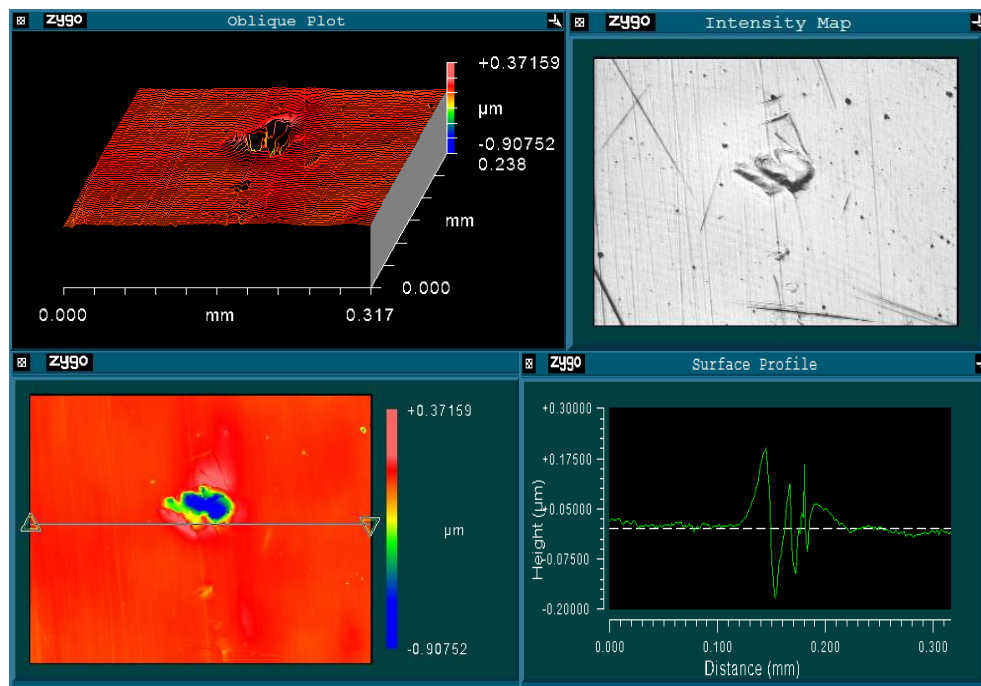 zygo
Oblique Plot
+0.37159
µm
-0.90752
0.238
mm
0.000
0.000
mm
0.317
zygo
Intensity Map
zygo
+0.37159
µm
-0.90752
zygo
Surface Profile
+0.30000
+0.17500
+0.05000
-0.07500
-0.20000
Height (µm)
0.000
0.100
0.200
0.300
Distance (mm)